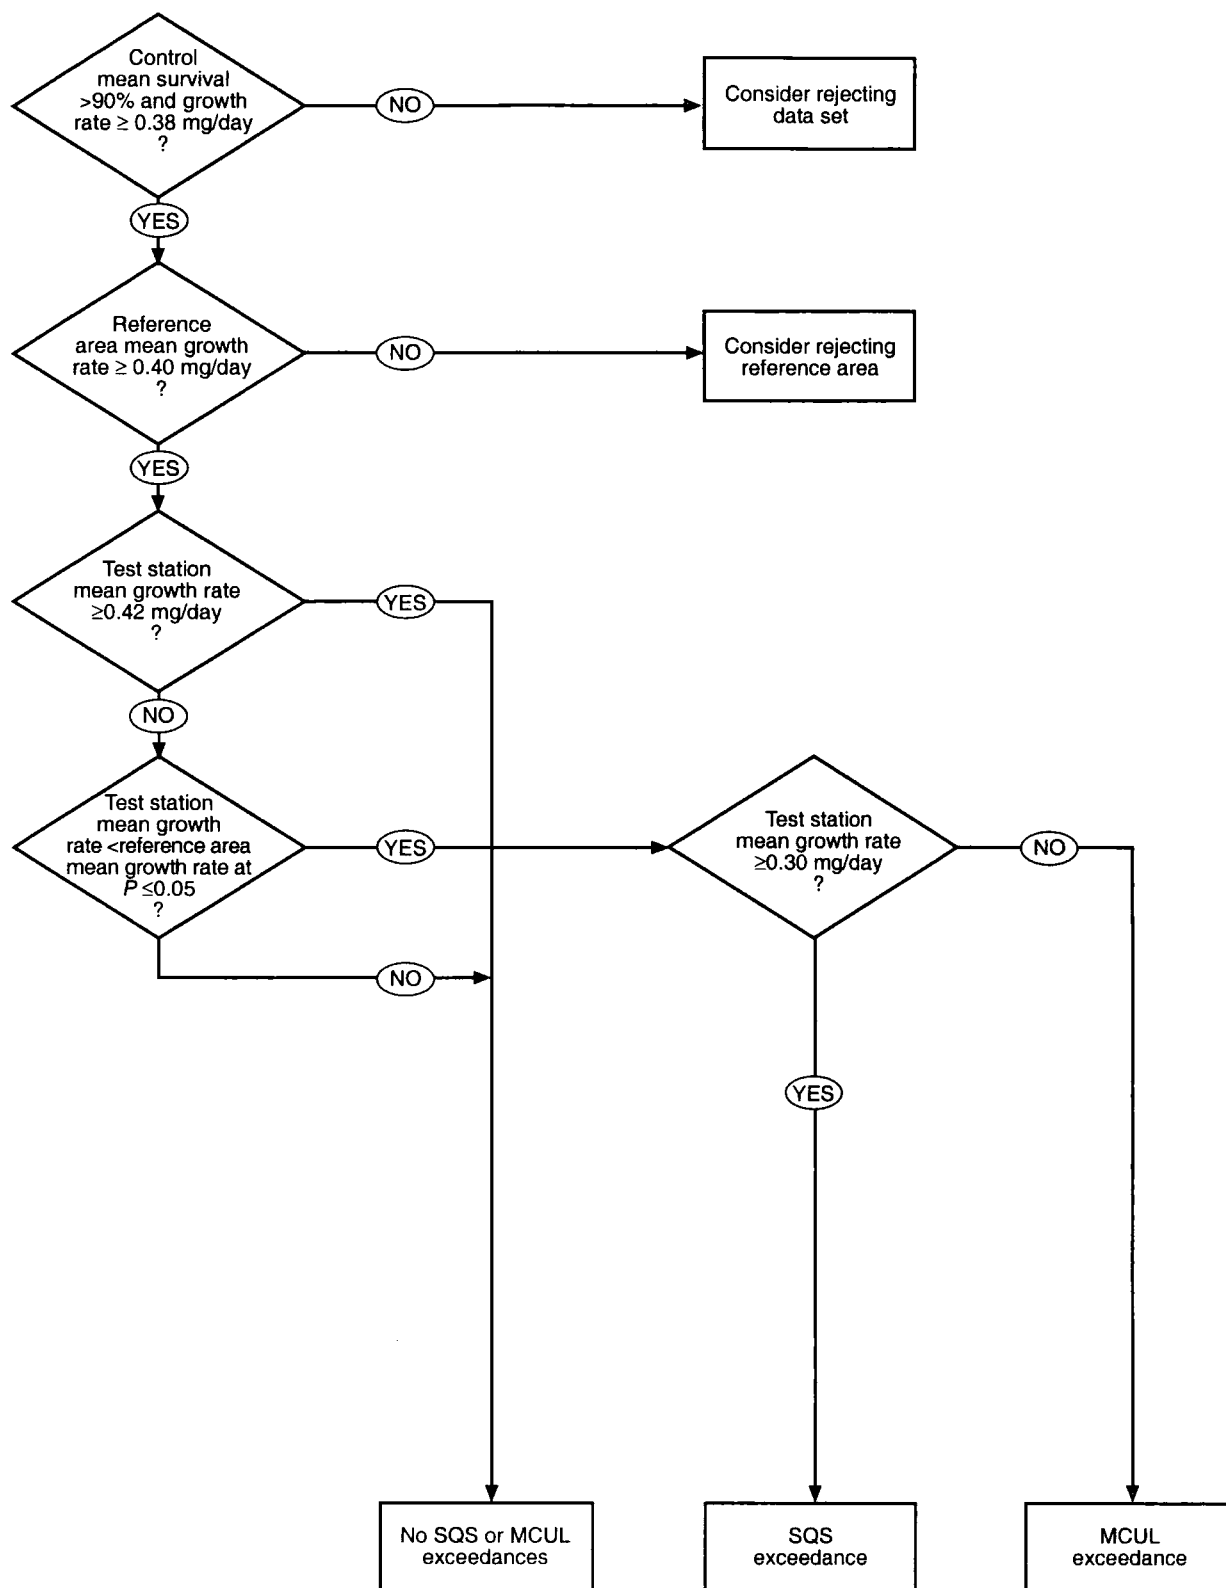 Control
mean survival
>90% and growth
rate ≥ 0.38 mg/day
?
NO
Consider rejecting
data set
YES
Reference
area mean growth
rate ≥ 0.40 mg/day
?
NO
Consider rejecting
reference area
YES
Test station
mean growth rate
≥0.42 mg/day
?
YES
NO
Test station
mean growth
rate <reference area
mean growth rate at
P ≤0.05
?
YES
Test station
mean growth rate
≥0.30 mg/day
?
NO
NO
YES
No SQS or MCUL
exceedances
SQS
exceedance
MCUL
exceedance